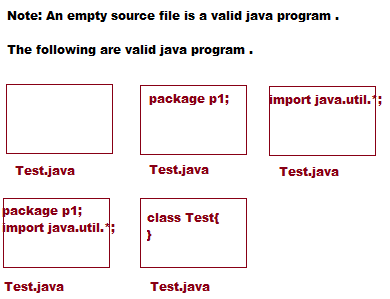 Note: An empty source file is a valid java program .
The following are valid java program .
package p1;
import java.util.*;
Test.java
Test.java
Test.java
package p1;
import java.util.*;
class Test{
}
Test.java
Test.java